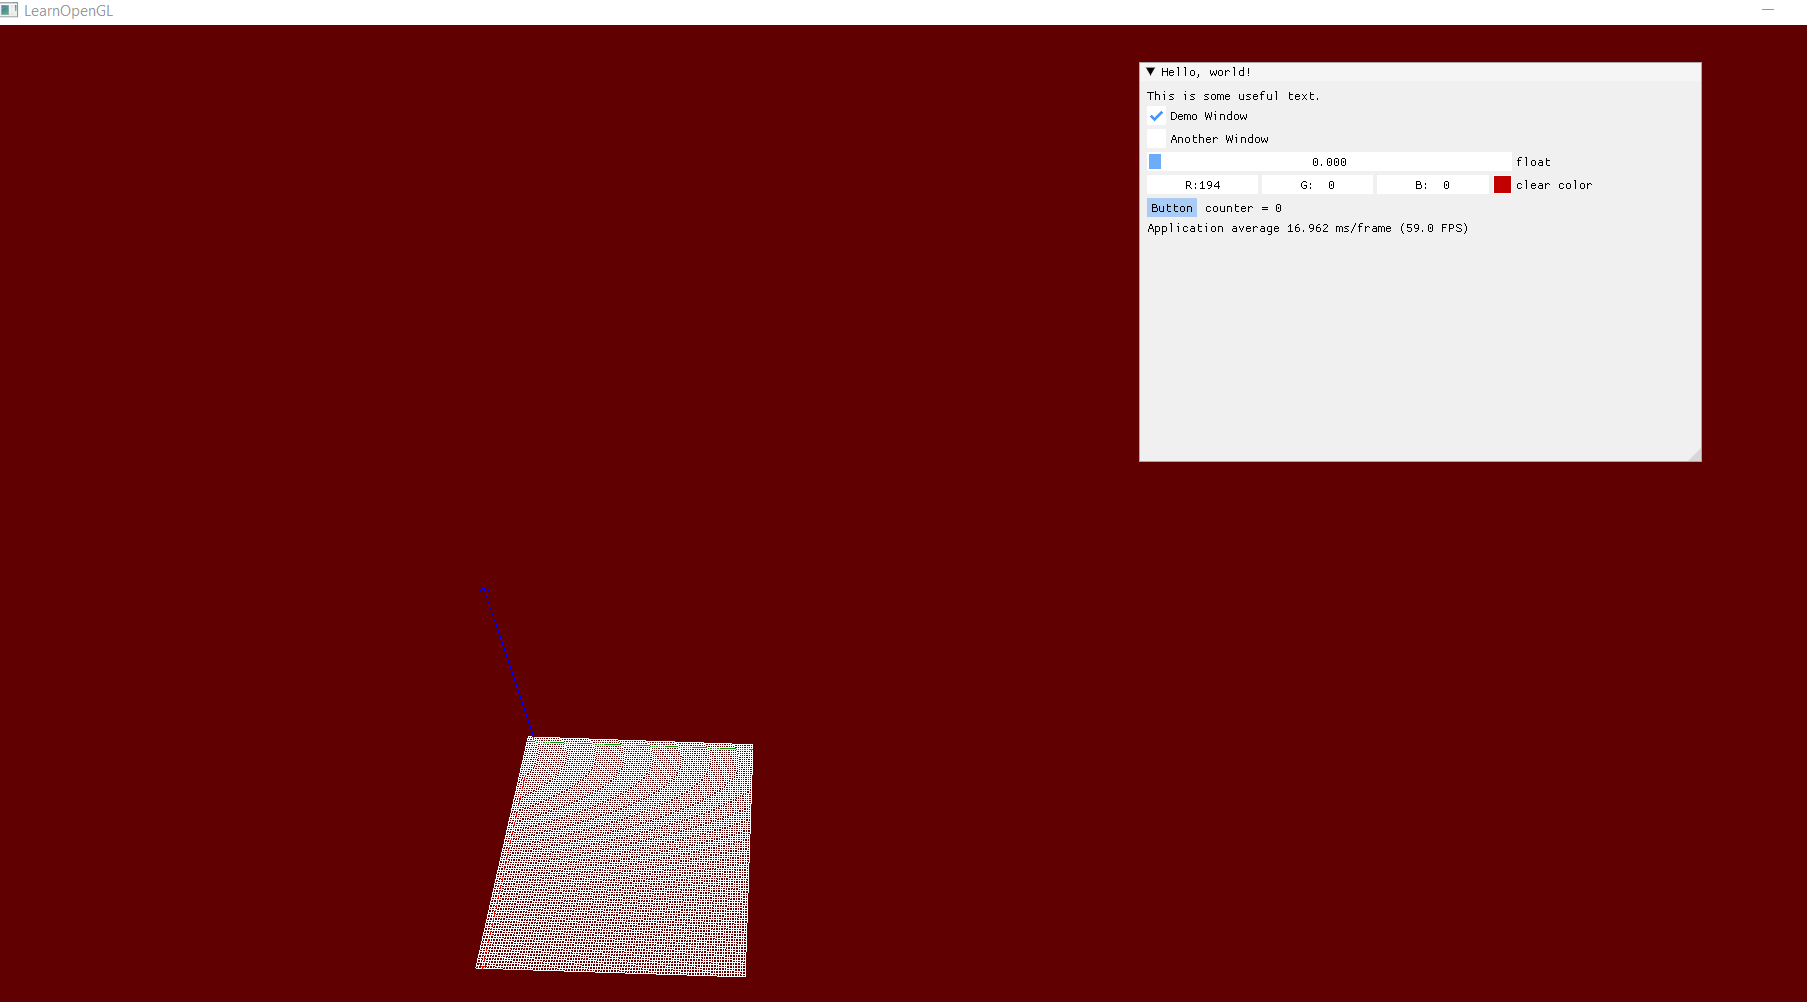 LearnOpenGL
Hello, world!
This is some useful text.
Demo Window
Another Window
0.000 float
R:194 G: 0 B: 0 clear color
Button counter = 0
Application average 16.962 ms/frame (59.0 FPS)